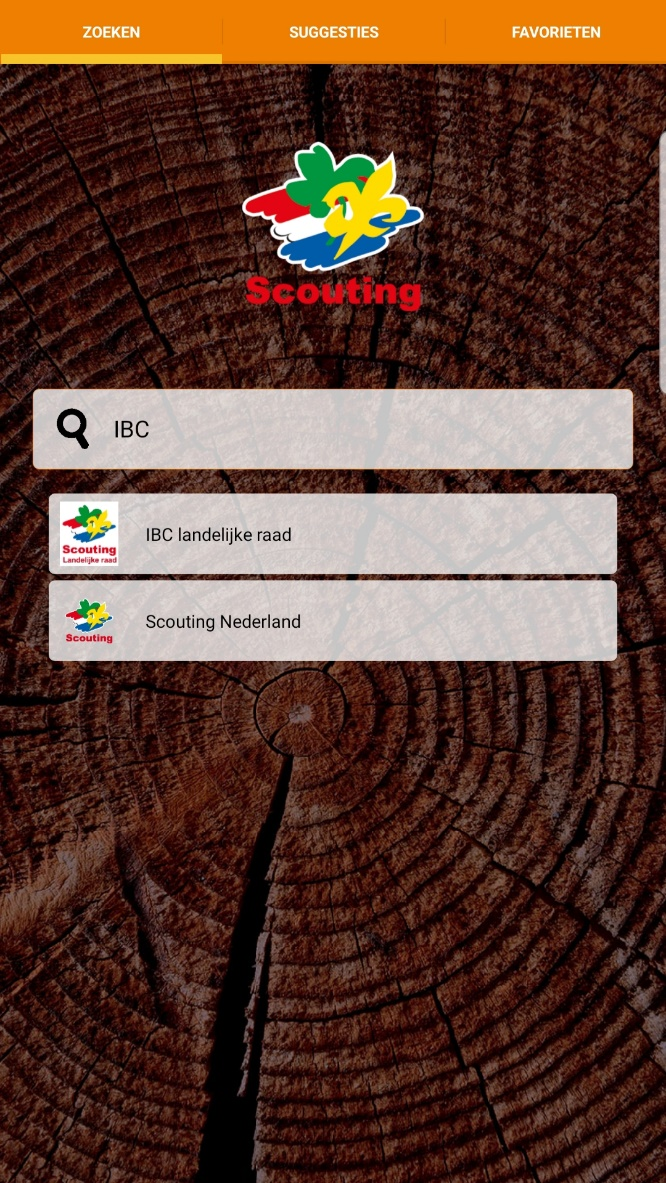 ZOEKEN
SUGGESTIES
FAVORIETEN
Scouting
IBC
Scouting
Landelijke raad
IBC landelijke raad
Scouting
Scouting Nederland